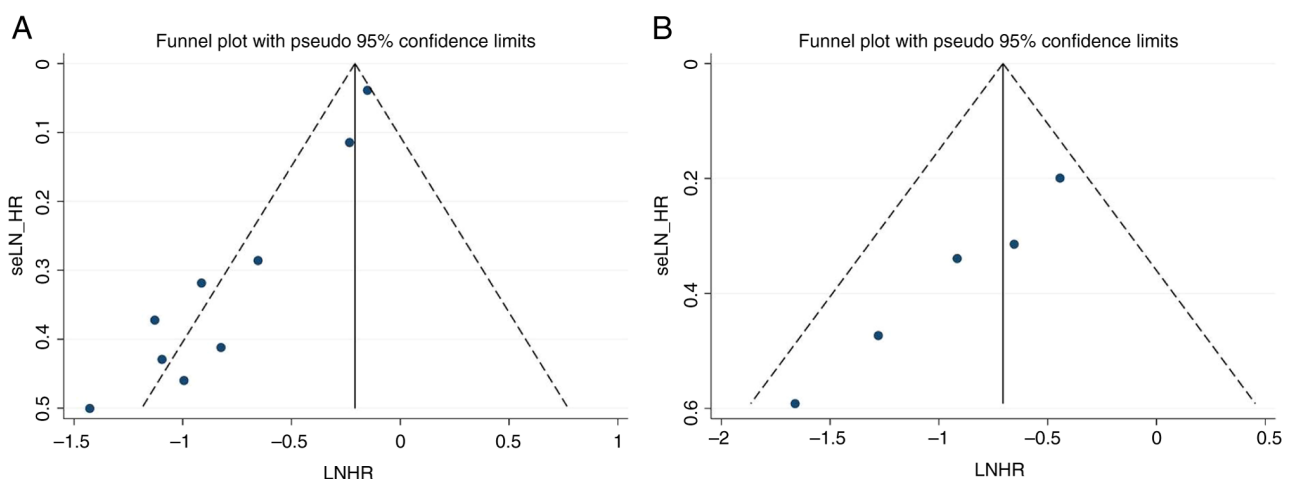 A
Funnel plot with pseudo 95% confidence limits
0
0.1
0.2
0.3
0.4
0.5
seLN_HR
−1.5 −1 −0.5 0 0.5 1
LNHR
B
Funnel plot with pseudo 95% confidence limits
0
0.2
0.4
0.6
seLN_HR
−2 −1.5 −1 −0.5 0 0.5
LNHR